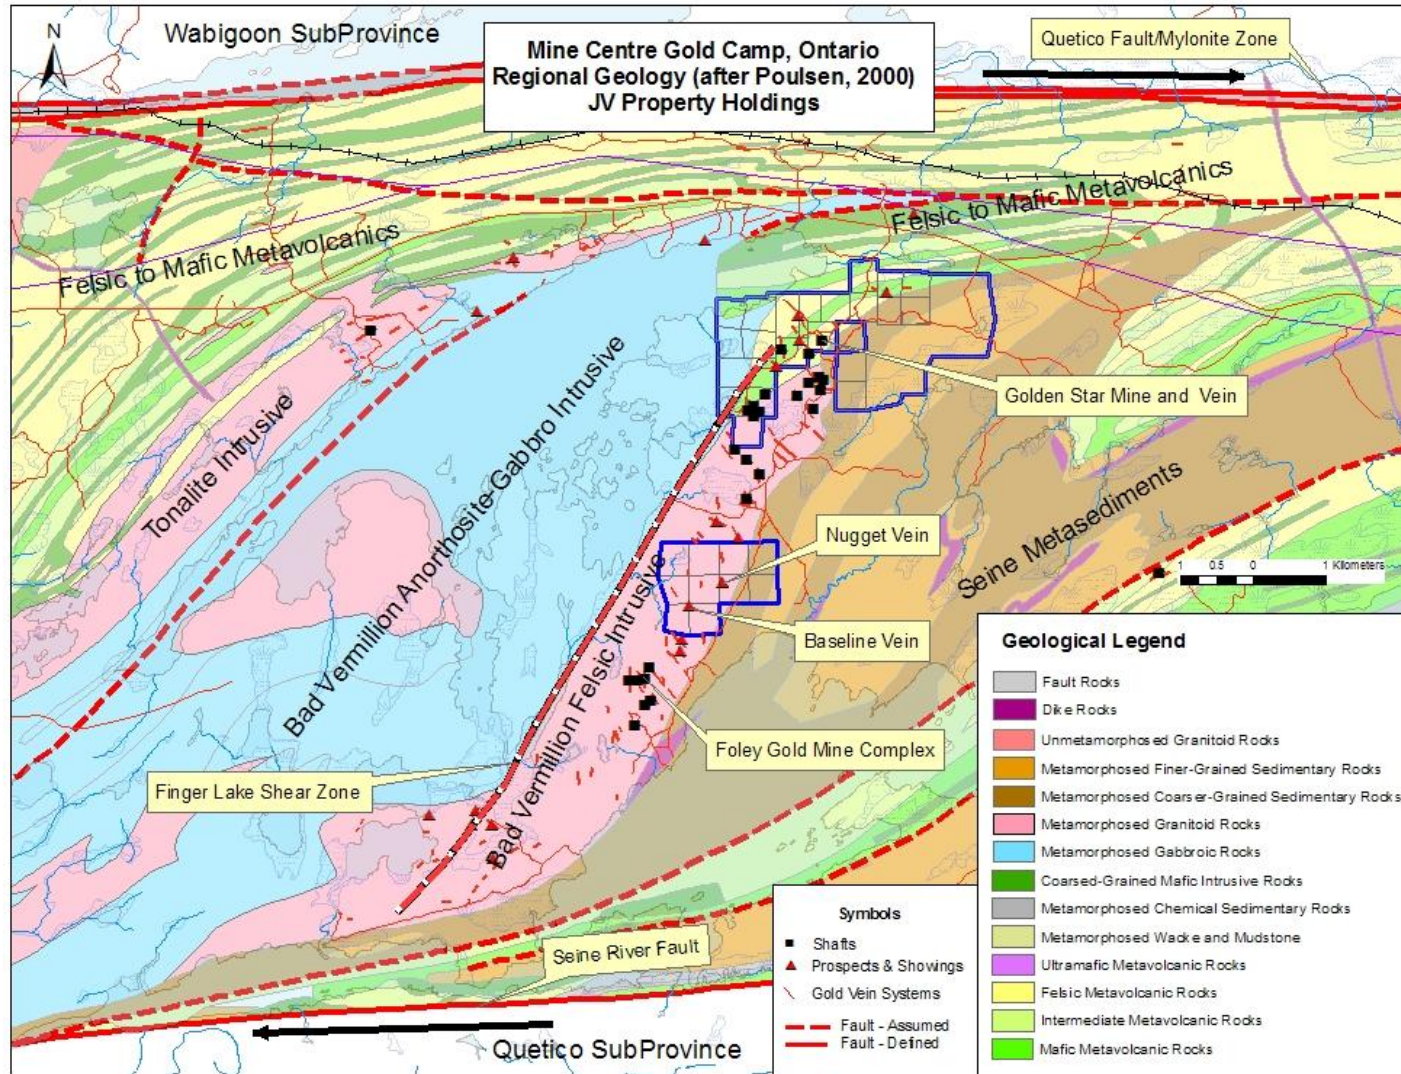 N
Wabigoon SubProvince
Mine Centre Gold Camp, Ontario
Regional Geology (after Poulsen, 2000)
JV Property Holdings
Quetico Fault/Mylonite Zone
Felsic to Mafic Metavolcanics
Felsic to Mafic Metavolcanics
Tonalite Intrusive
Bad Vermillion Anorthosite-Gabbro Intrusive
Golden Star Mine and Vein
Seine Metasediments
Nugget Vein
Baseline Vein
Bad Vermillion Felsic Intrusive
Foley Gold Mine Complex
Finger Lake Shear Zone
Seine River Fault
Quetico SubProvince
1 0.5 0 1 Kilometers
Geological Legend
Fault Rocks
Dike Rocks
Unmetamorphosed Granitoid Rocks
Metamorphosed Finer-Grained Sedimentary Rocks
Metamorphosed Coarser-Grained Sedimentary Rocks
Metamorphosed Granitoid Rocks
Metamorphosed Gabbroic Rocks
Coarsed-Grained Mafic Intrusive Rocks
Metamorphosed Chemical Sedimentary Rocks
Metamorphosed Wacke and Mudstone
Ultramafic Metavolcanic Rocks
Felsic Metavolcanic Rocks
Intermediate Metavolcanic Rocks
Mafic Metavolcanic Rocks
Symbols
Shafts
Prospects & Showings
Gold Vein Systems
Fault - Assumed
Fault - Defined